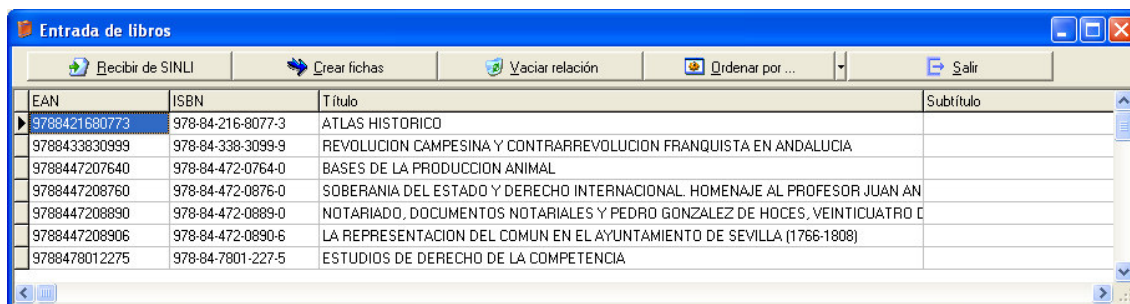 Entrada de libros
Recibir de SINLI Crear fichas Vaciar relación Ordenar por ... Salir
EAN ISBN Título Subtítulo
9788421680773 978-84-216-8077-3 ATLAS HISTORICO
9788433830999 978-84-338-3099-9 REVOLUCION CAMPESINA Y CONTRARREVOLUCION FRANQUISTA EN ANDALUCIA
9788447207640 978-84-472-0764-0 BASES DE LA PRODUCCION ANIMAL
9788447208760 978-84-472-0876-0 SOBERANIA DEL ESTADO Y DERECHO INTERNACIONAL. HOMENAJE AL PROFESOR JUAN AN
9788447208890 978-84-472-0889-0 NOTARIADO, DOCUMENTOS NOTARIALES Y PEDRO GONZALEZ DE HOCES, VEINTICUATRO
9788447208906 978-84-472-0890-6 LA REPRESENTACION DEL COMUN EN EL AYUNTAMIENTO DE SEVILLA (1766-1808)
9788478012275 978-84-7801-227-5 ESTUDIOS DE DERECHO DE LA COMPETENCIA